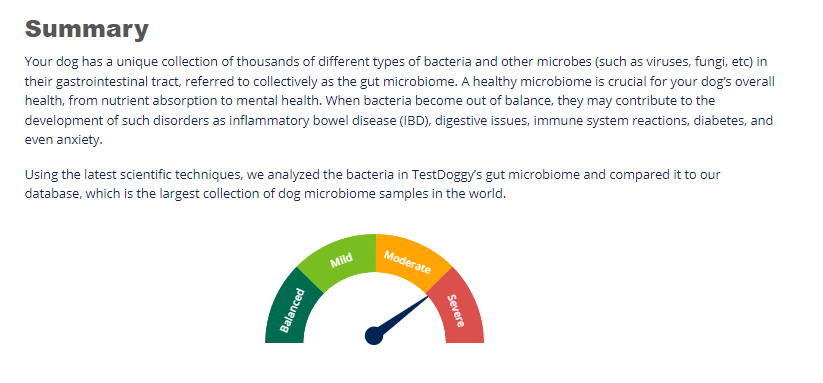 Summary
Your dog has a unique collection of thousands of different types of bacteria and other microbes (such as viruses, fungi, etc) in
their gastrointestinal tract, referred to collectively as the gut microbiome. A healthy microbiome is crucial for your dog's overall
health, from nutrient absorption to mental health. When bacteria become out of balance, they may contribute to the
development of such disorders as inflammatory bowel disease (IBD), digestive issues, immune system reactions, diabetes, and
even anxiety.
Using the latest scientific techniques, we analyzed the bacteria in TestDoggy's gut microbiome and compared it to our
database, which is the largest collection of dog microbiome samples in the world.
Balanced
Mild
Moderate
Severe